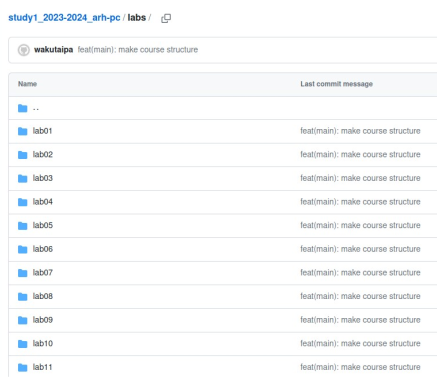 study1_2023-2024_arh-pc / labs /
wakutaipa feat(main): make course structure
Name Last commit message
..
lab01 feat(main): make course structure
lab02 feat(main): make course structure
lab03 feat(main): make course structure
lab04 feat(main): make course structure
lab05 feat(main): make course structure
lab06 feat(main): make course structure
lab07 feat(main): make course structure
lab08 feat(main): make course structure
lab09 feat(main): make course structure
lab10 feat(main): make course structure
lab11 feat(main): make course structure